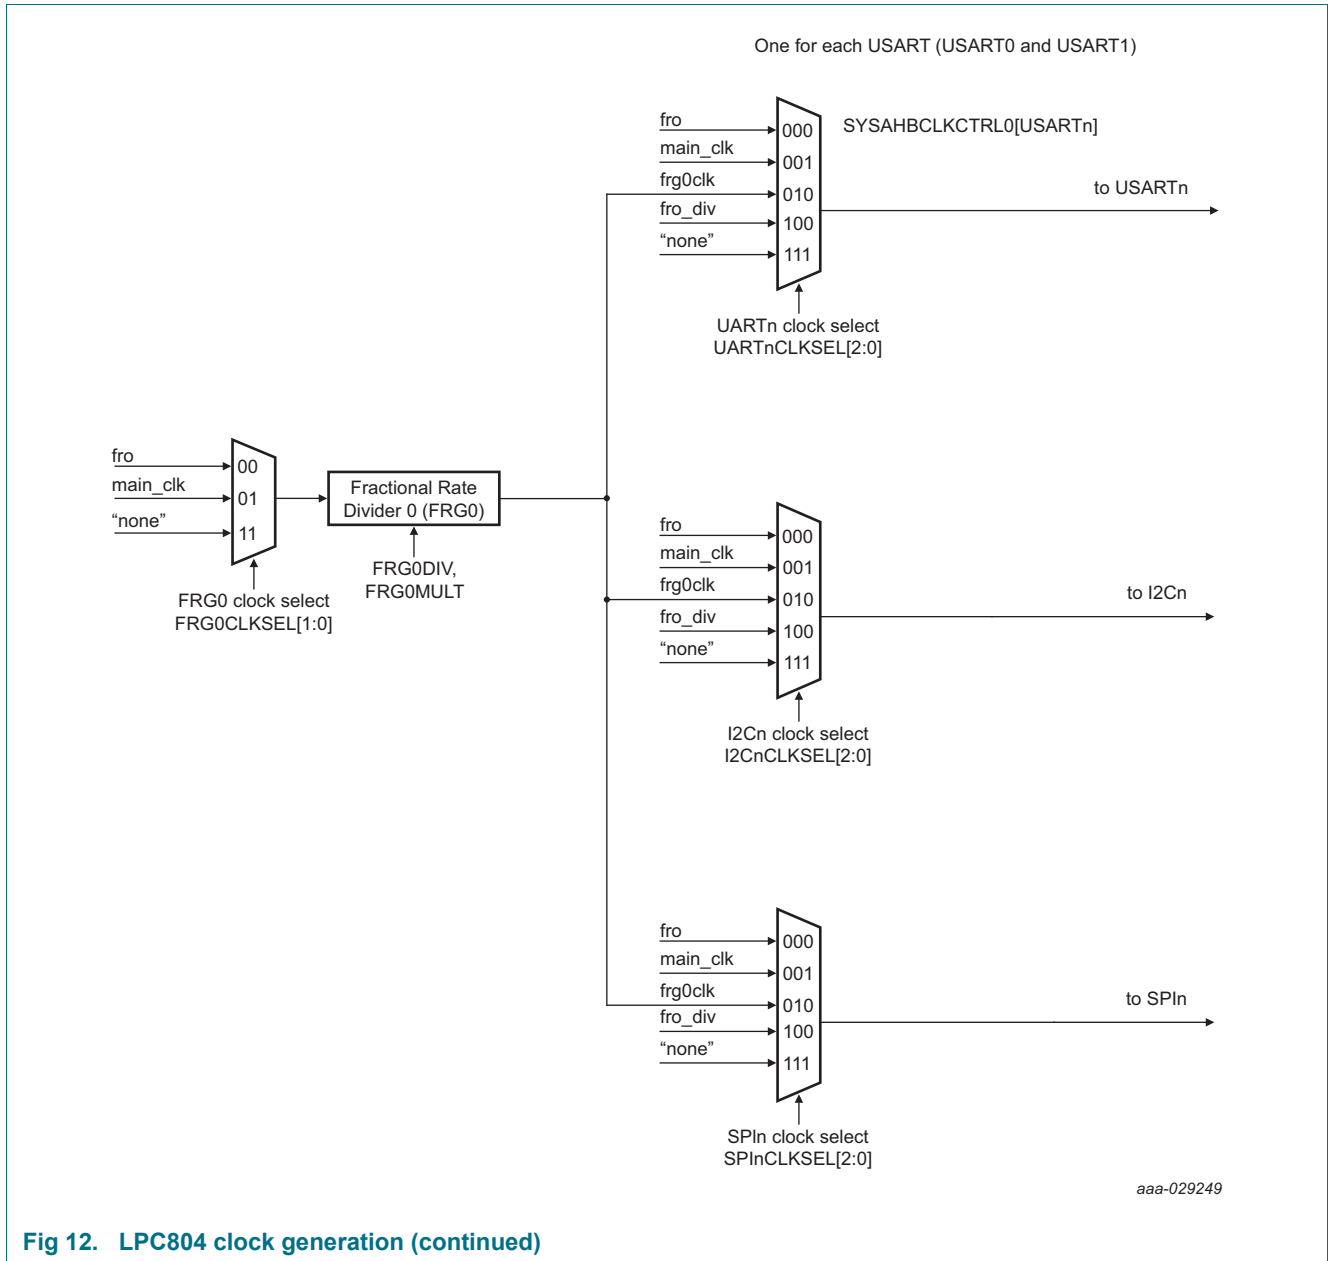 One for each USART (USART0 and USART1)
fro
000
SYSAHBCLKCTRL0[USARTn]
main_clk
001
frg0clk
010
to USARTn
fro_div
100
“none”
111
UARTn clock select
UARTnCLKSEL[2:0]
fro
00
main_clk
01
“none”
11
Fractional Rate
Divider 0 (FRG0)
FRG0DIV,
FRG0MULT
FRG0 clock select
FRG0CLKSEL[1:0]
fro
000
main_clk
001
frg0clk
010
to I2Cn
fro_div
100
“none”
111
I2Cn clock select
I2CnCLKSEL[2:0]
fro
000
main_clk
001
frg0clk
010
to SPIn
fro_div
100
“none”
111
SPIn clock select
SPInCLKSEL[2:0]
aaa-029249
Fig 12. LPC804 clock generation (continued)